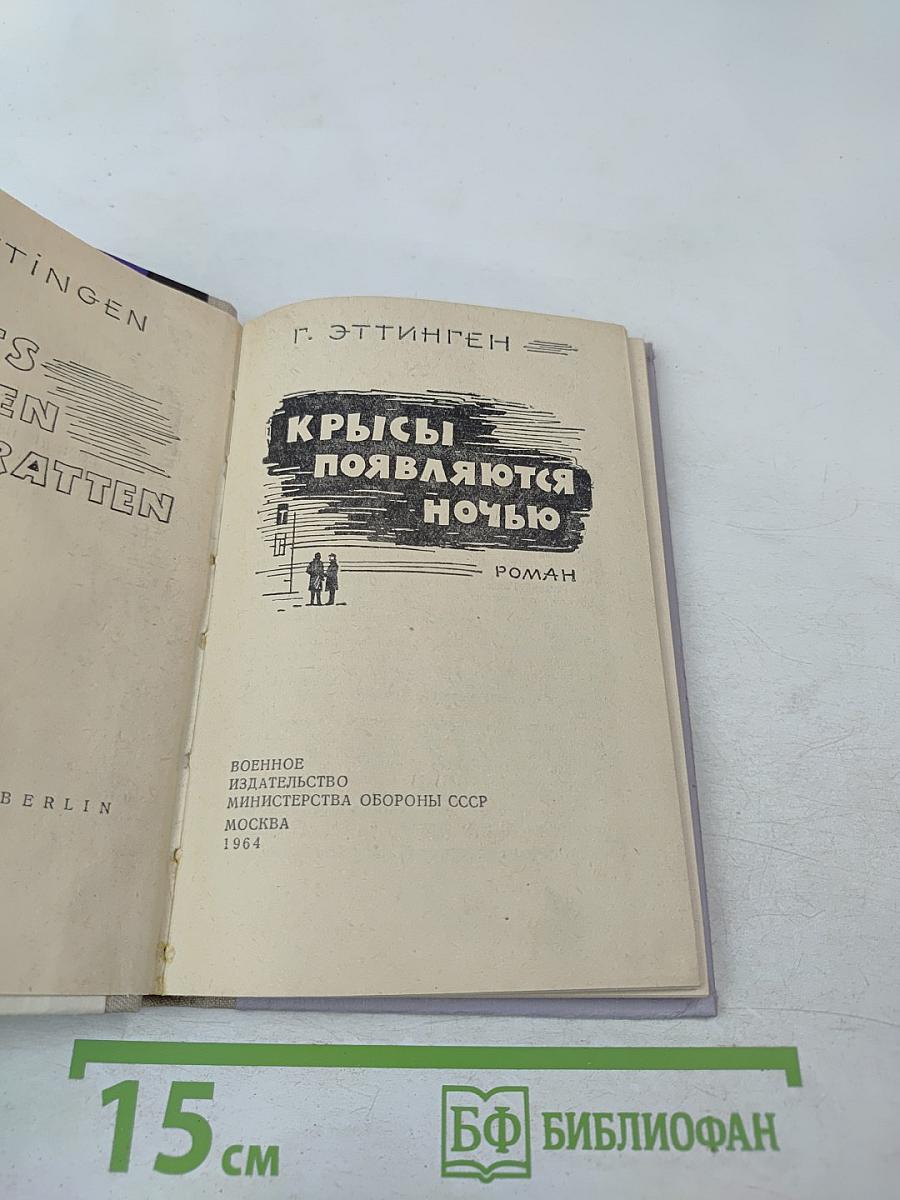 TINGEN
TS
EN
RATTEN
BERLIN
Г. ЭТТИНГЕН
КРЫСЫ
ПОЯВЛЯЮТСЯ
НОЧЬЮ
РОМАН
ВОЕННОЕ
ИЗДАТЕЛЬСТВО
МИНИСТЕРСТВА ОБОРОНЫ СССР
МОСКВА
1964
15 см
БФ БИБЛИОФАН